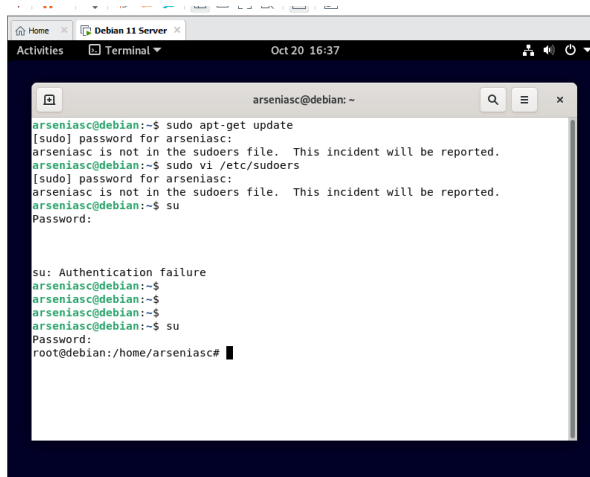 Home
Debian 11 Server
Activities Terminal Oct 20 16:37
arseniasc@debian: ~
arseniasc@debian:~$ sudo apt-get update
[sudo] password for arseniasc:
arseniasc is not in the sudoers file.  This incident will be reported.
arseniasc@debian:~$ sudo vi /etc/sudoers
[sudo] password for arseniasc:
arseniasc is not in the sudoers file.  This incident will be reported.
arseniasc@debian:~$ su
Password:
su: Authentication failure
arseniasc@debian:~$
arseniasc@debian:~$
arseniasc@debian:~$
arseniasc@debian:~$ su
Password:
root@debian:/home/arseniasc#